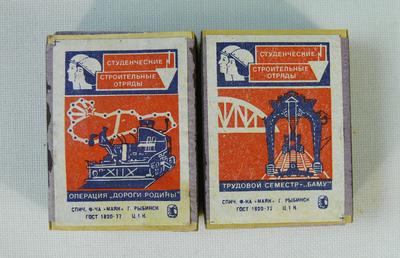 СТУДЕНЧЕСКИЕ
СТРОИТЕЛЬНЫЕ
ОТРЯДЫ
ОПЕРАЦИЯ „ДОРОГИ РОДИНЫ"
СПИЧ. Ф-КА «МАЯК» Г. РЫБИНСК
ГОСТ 1820-77 Ц 1 К.
СТУДЕНЧЕСКИЕ
СТРОИТЕЛЬНЫЕ
ОТРЯДЫ
ТРУДОВОЙ СЕМЕСТР-„БАМУ"
СПИЧ. Ф-КА «МАЯК» Г. РЫБИНСК
ГОСТ 1820-77 Ц 1 К.